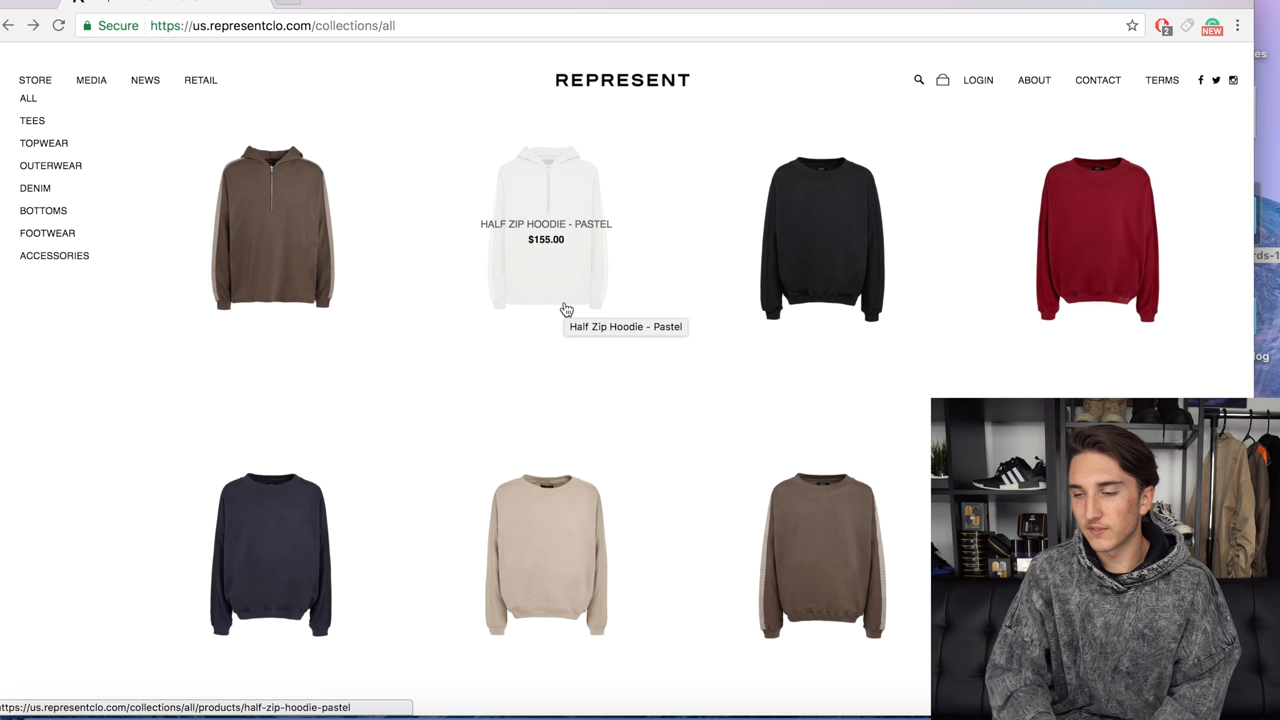 Secure https://us.representclo.com/collections/all
2
NEW
STORE MEDIA NEWS RETAIL
REPRESENT
LOGIN ABOUT CONTACT TERMS
ALL
TEES
TOPWEAR
OUTERWEAR
DENIM
BOTTOMS
FOOTWEAR
ACCESSORIES
HALF ZIP HOODIE - PASTEL
$155.00
Half Zip Hoodie - Pastel
https://us.representclo.com/collections/all/products/half-zip-hoodie-pastel